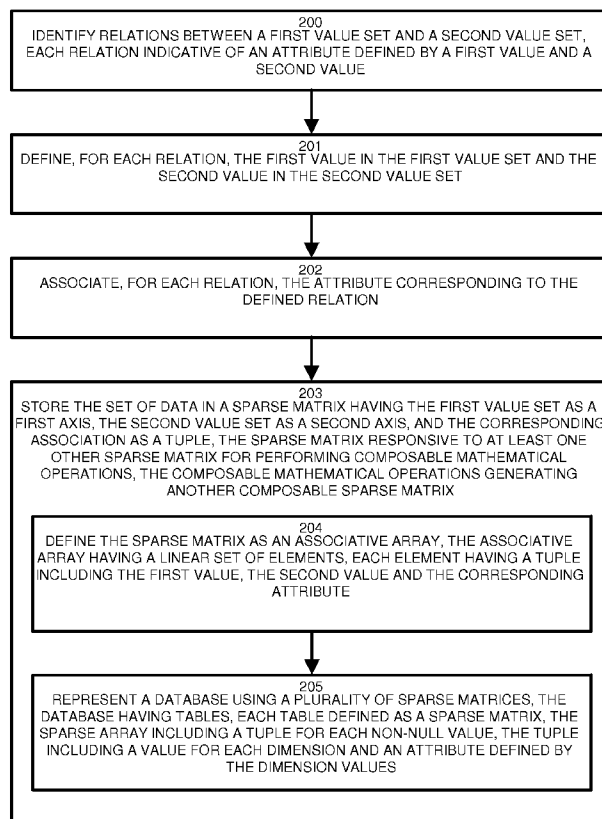 200
IDENTIFY RELATIONS BETWEEN A FIRST VALUE SET AND A SECOND VALUE SET,
EACH RELATION INDICATIVE OF AN ATTRIBUTE DEFINED BY A FIRST VALUE AND A
SECOND VALUE
201
DEFINE, FOR EACH RELATION, THE FIRST VALUE IN THE FIRST VALUE SET AND THE
SECOND VALUE IN THE SECOND VALUE SET
202
ASSOCIATE, FOR EACH RELATION, THE ATTRIBUTE CORRESPONDING TO THE
DEFINED RELATION
203
STORE THE SET OF DATA IN A SPARSE MATRIX HAVING THE FIRST VALUE SET AS A
FIRST AXIS, THE SECOND VALUE SET AS A SECOND AXIS, AND THE CORRESPONDING
ASSOCIATION AS A TUPLE, THE SPARSE MATRIX RESPONSIVE TO AT LEAST ONE
OTHER SPARSE MATRIX FOR PERFORMING COMPOSABLE MATHEMATICAL
OPERATIONS, THE COMPOSABLE MATHEMATICAL OPERATIONS GENERATING
ANOTHER COMPOSABLE SPARSE MATRIX
204
DEFINE THE SPARSE MATRIX AS AN ASSOCIATIVE ARRAY, THE ASSOCIATIVE
ARRAY HAVING A LINEAR SET OF ELEMENTS, EACH ELEMENT HAVING A TUPLE
INCLUDING THE FIRST VALUE, THE SECOND VALUE AND THE CORRESPONDING
ATTRIBUTE
205
REPRESENT A DATABASE USING A PLURALITY OF SPARSE MATRICES, THE
DATABASE HAVING TABLES, EACH TABLE DEFINED AS A SPARSE MATRIX, THE
SPARSE ARRAY INCLUDING A TUPLE FOR EACH NON-NULL VALUE, THE TUPLE
INCLUDING A VALUE FOR EACH DIMENSION AND AN ATTRIBUTE DEFINED BY
THE DIMENSION VALUES